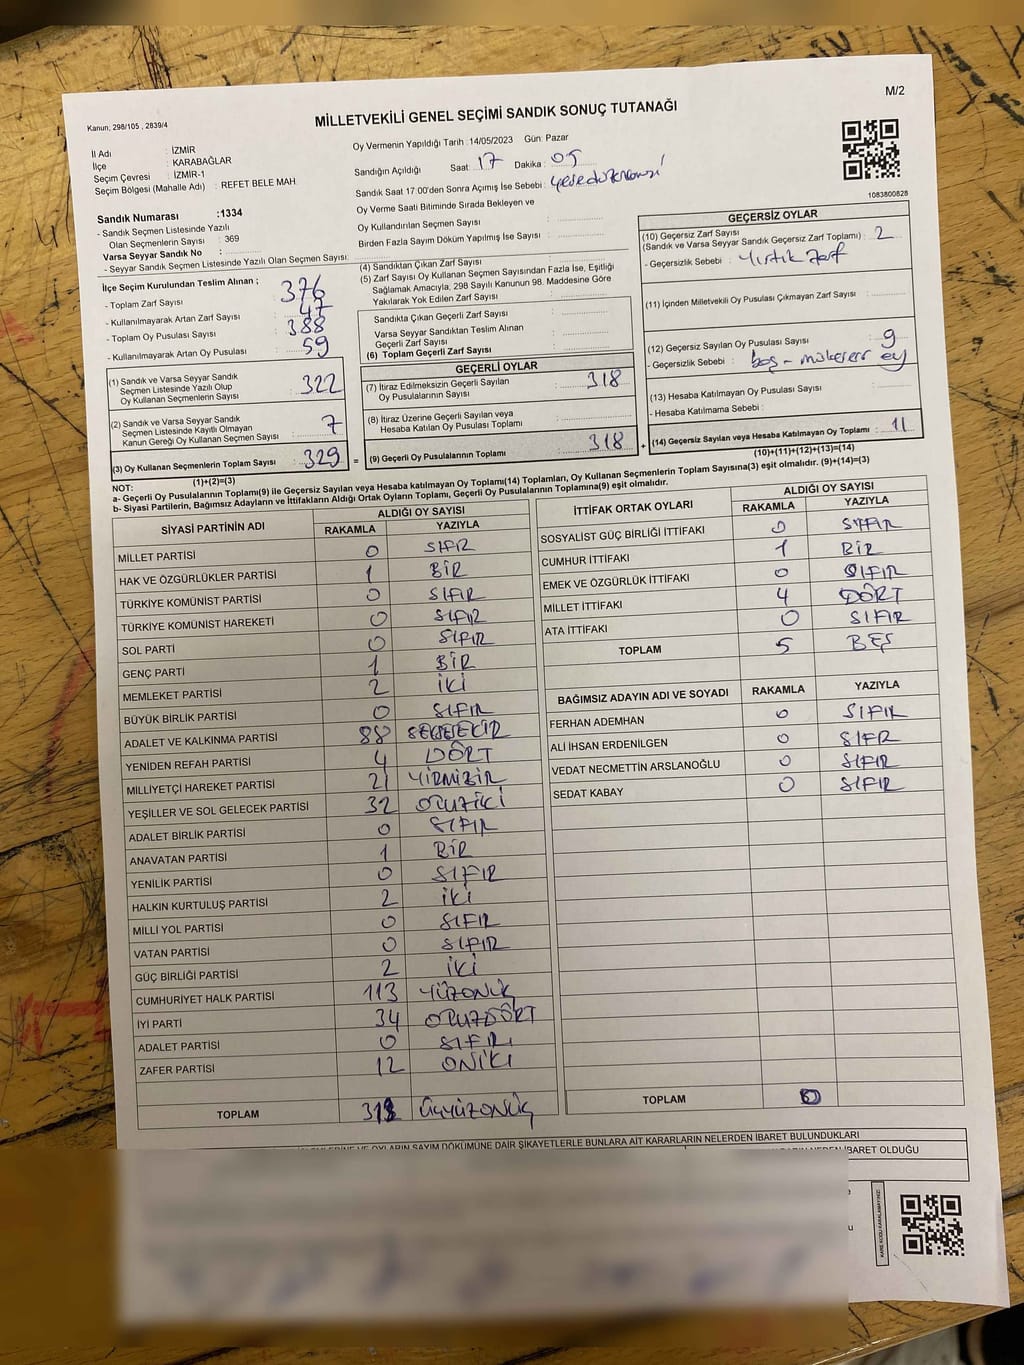 M/2
Kanun; 298/105 , 2839/4
MİLLETVEKİLİ GENEL SEÇİMİ SANDIK SONUÇ TUTANAĞI
İl Adı : İZMİR
İlçe : KARABAĞLAR
Seçim Çevresi : İZMİR-1
Seçim Bölgesi (Mahalle Adı) : REFET BELE MAH.
Sandık Numarası :1334
- Sandık Seçmen Listesinde Yazılı
Olan Seçmenlerin Sayısı : 369
Varsa Seyyar Sandık No :
- Seyyar Sandık Seçmen Listesinde Yazılı Olan Seçmen Sayısı:
Oy Vermenin Yapıldığı Tarih :14/05/2023 Gün: Pazar
Sandığın Açıldığı Saat : 17 Dakika : 05
Sandık Saat 17:00'den Sonra Açılmış İse Sebebi :
Oy Verme Saati Bitiminde Sırada Bekleyen ve
Oy Kullandırılan Seçmen Sayısı :
Birden Fazla Sayım Döküm Yapılmış İse Sayısı :
1083800828
İlçe Seçim Kurulundan Teslim Alınan ;
- Toplam Zarf Sayısı : 376
- Kullanılmayarak Artan Zarf Sayısı : 47
- Toplam Oy Pusulası Sayısı : 388
- Kullanılmayarak Artan Oy Pusulası : 59
(1) Sandık ve Varsa Seyyar Sandık
Seçmen Listesinde Yazılı Olup
Oy Kullanan Seçmenlerin Sayısı : 322
(2) Sandık ve Varsa Seyyar Sandık
Seçmen Listesinde Kayıtlı Olmayan
Kanun Gereği Oy Kullanan Seçmen Sayısı : 7
(3) Oy Kullanan Seçmenlerin Toplam Sayısı : 329 =
(1)+(2)=(3)
(4) Sandıktan Çıkan Zarf Sayısı :
(5) Zarf Sayısı Oy Kullanan Seçmen Sayısından Fazla İse, Eşitliği
Sağlamak Amacıyla, 298 Sayılı Kanunun 98. Maddesine Göre
Yakılarak Yok Edilen Zarf Sayısı :
Sandıkta Çıkan Geçerli Zarf Sayısı :
Varsa Seyyar Sandıktan Teslim Alınan
Geçerli Zarf Sayısı :
(6) Toplam Geçerli Zarf Sayısı :
GEÇERLİ OYLAR
(7) İtiraz Edilmeksizin Geçerli Sayılan
Oy Pusulalarının Sayısı : 318
(8) İtiraz Üzerine Geçerli Sayılan veya
Hesaba Katılan Oy Pusulası Toplamı :
(9) Geçerli Oy Pusulalarının Toplamı : 318 +
GEÇERSİZ OYLAR
(10) Geçersiz Zarf Sayısı
(Sandık ve Varsa Seyyar Sandık Geçersiz Zarf Toplamı) : 2
- Geçersizlik Sebebi : Yırtık zarf
(11) İçinden Milletvekili Oy Pusulası Çıkmayan Zarf Sayısı :
(12) Geçersiz Sayılan Oy Pusulası Sayısı : 9
- Geçersizlik Sebebi : boş - mükerrer oy
(13) Hesaba Katılmayan Oy Pusulası Sayısı :
- Hesaba Katılmama Sebebi :
(14) Geçersiz Sayılan veya Hesaba Katılmayan Oy Toplamı : 11
(10)+(11)+(12)+(13)=(14)
NOT:
a- Geçerli Oy Pusulalarının Toplamı(9) ile Geçersiz Sayılan veya Hesaba katılmayan Oy Toplamı(14) Toplamları, Oy Kullanan Seçmenlerin Toplam Sayısına(3) eşit olmalıdır. (9)+(14)=(3)
b- Siyasi Partilerin, Bağımsız Adayların ve İttifakların Aldığı Ortak Oyların Toplamı, Geçerli Oy Pusulalarının Toplamına(9) eşit olmalıdır.
SİYASİ PARTİNİN ADI ALDIĞI OY SAYISI
RAKAMLA YAZIYLA
MİLLET PARTİSİ 0 SIFIR
HAK VE ÖZGÜRLÜKLER PARTİSİ 1 BİR
TÜRKİYE KOMÜNİST PARTİSİ 0 SIFIR
TÜRKİYE KOMÜNİST HAREKETİ 0 SIFIR
SOL PARTİ 0 SIFIR
GENÇ PARTİ 1 BİR
MEMLEKET PARTİSİ 2 İKİ
BÜYÜK BİRLİK PARTİSİ 0 SIFIR
ADALET VE KALKINMA PARTİSİ 88
YENİDEN REFAH PARTİSİ 4 DÖRT
MİLLİYETÇİ HAREKET PARTİSİ 21 YİRMİBİR
YEŞİLLER VE SOL GELECEK PARTİSİ 32 OTUZİKİ
ADALET BİRLİK PARTİSİ 0 SIFIR
ANAVATAN PARTİSİ 1 BİR
YENİLİK PARTİSİ 0 SIFIR
HALKIN KURTULUŞ PARTİSİ 2 İKİ
MİLLİ YOL PARTİSİ 0 SIFIR
VATAN PARTİSİ 0 SIFIR
GÜÇ BİRLİĞİ PARTİSİ 2 İKİ
CUMHURİYET HALK PARTİSİ 113 YÜZONÜÇ
İYİ PARTİ 34 OTUZDÖRT
ADALET PARTİSİ 0 SIFIR
ZAFER PARTİSİ 12 ONİKİ
TOPLAM ÜÇYÜZONÜÇ
İTTİFAK ORTAK OYLARI ALDIĞI OY SAYISI
RAKAMLA YAZIYLA
SOSYALİST GÜÇ BİRLİĞİ İTTİFAKI 0 SIFIR
CUMHUR İTTİFAKI 1 BİR
EMEK VE ÖZGÜRLÜK İTTİFAKI 0 SIFIR
MİLLET İTTİFAKI 4 DÖRT
ATA İTTİFAKI 0 SIFIR
TOPLAM 5 BEŞ
BAĞIMSIZ ADAYIN ADI VE SOYADI RAKAMLA YAZIYLA
FERHAN ADEMHAN 0 SIFIR
ALİ İHSAN ERDENİLGEN 0 SIFIR
VEDAT NECMETTİN ARSLANOĞLU 0 SIFIR
SEDAT KABAY 0 SIFIR
TOPLAM
OYLARIN SAYIM DÖKÜMÜNE DAİR ŞİKAYETLERLE BUNLARA AİT KARARLARIN NELERDEN İBARET BULUNDUKLARI
İBARET OLDUĞU
KARE KODU KARALAMAYINIZ!